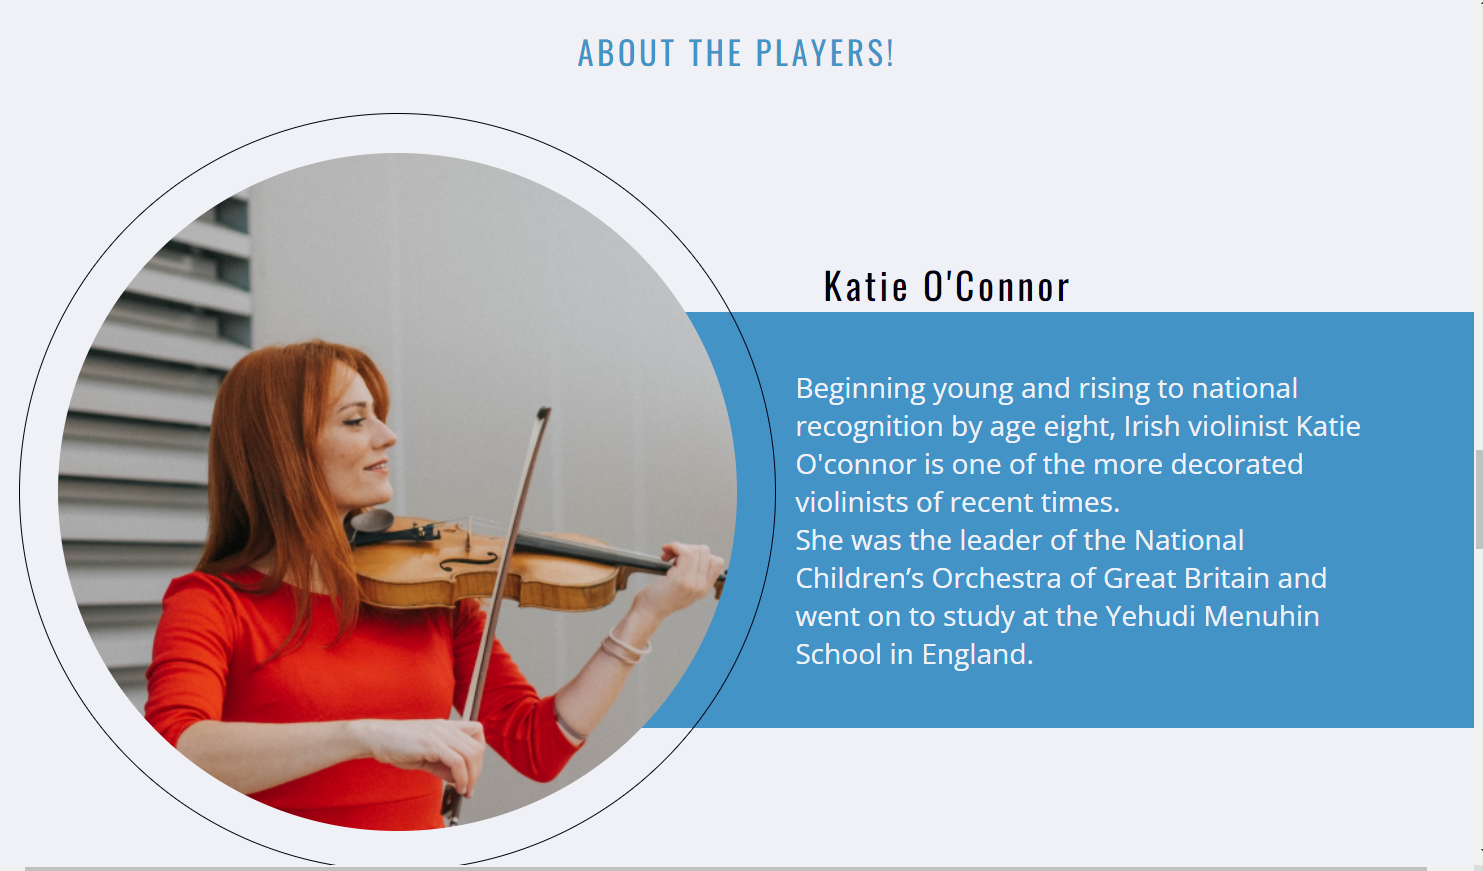 ABOUT THE PLAYERS!
Katie O'Connor
Beginning young and rising to national
recognition by age eight, Irish violinist Katie
O'connor is one of the more decorated
violinists of recent times.
She was the leader of the National
Children’s Orchestra of Great Britain and
went on to study at the Yehudi Menuhin
School in England.